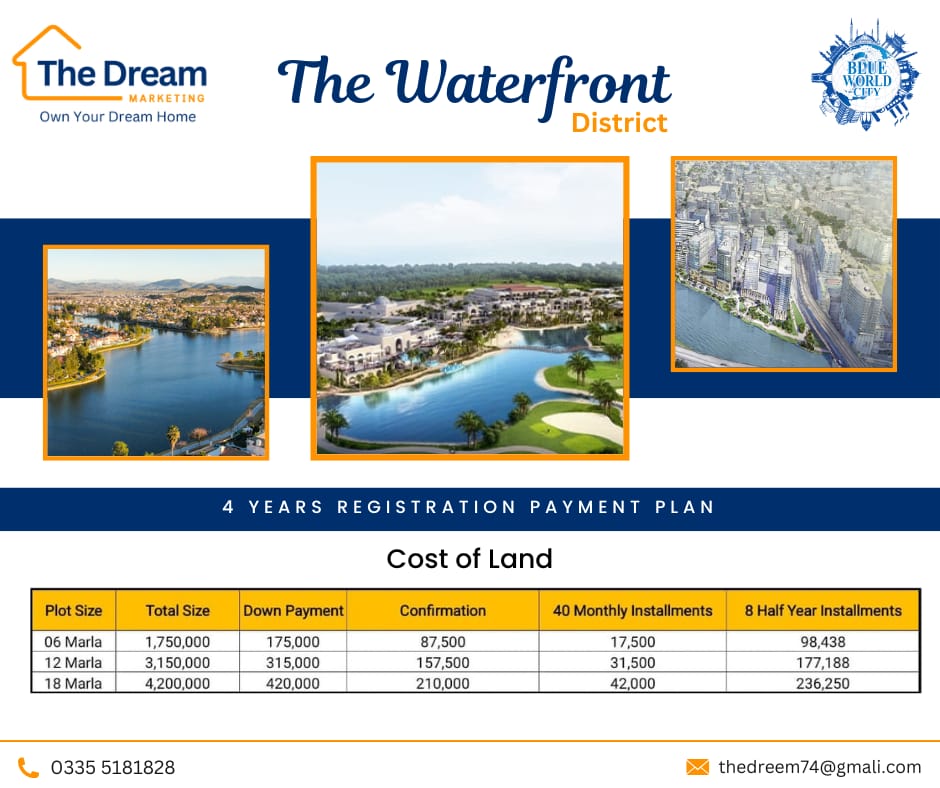 The Dream
MARKETING
Own Your Dream Home
The Waterfront
District
BLUE
WORLD
CITY
4 YEARS REGISTRATION PAYMENT PLAN
Cost of Land
Plot Size Total Size Down Payment Confirmation 40 Monthly Installments 8 Half Year Installments
06 Marla 1,750,000 175,000 87,500 17,500 98,438
12 Marla 3,150,000 315,000 157,500 31,500 177,188
18 Marla 4,200,000 420,000 210,000 42,000 236,250
0335 5181828
thedreem74@gmali.com